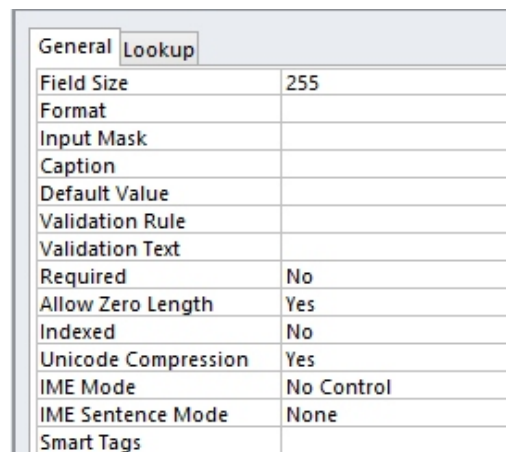 General Lookup
Field Size 255
Format
Input Mask
Caption
Default Value
Validation Rule
Validation Text
Required No
Allow Zero Length Yes
Indexed No
Unicode Compression Yes
IME Mode No Control
IME Sentence Mode None
Smart Tags